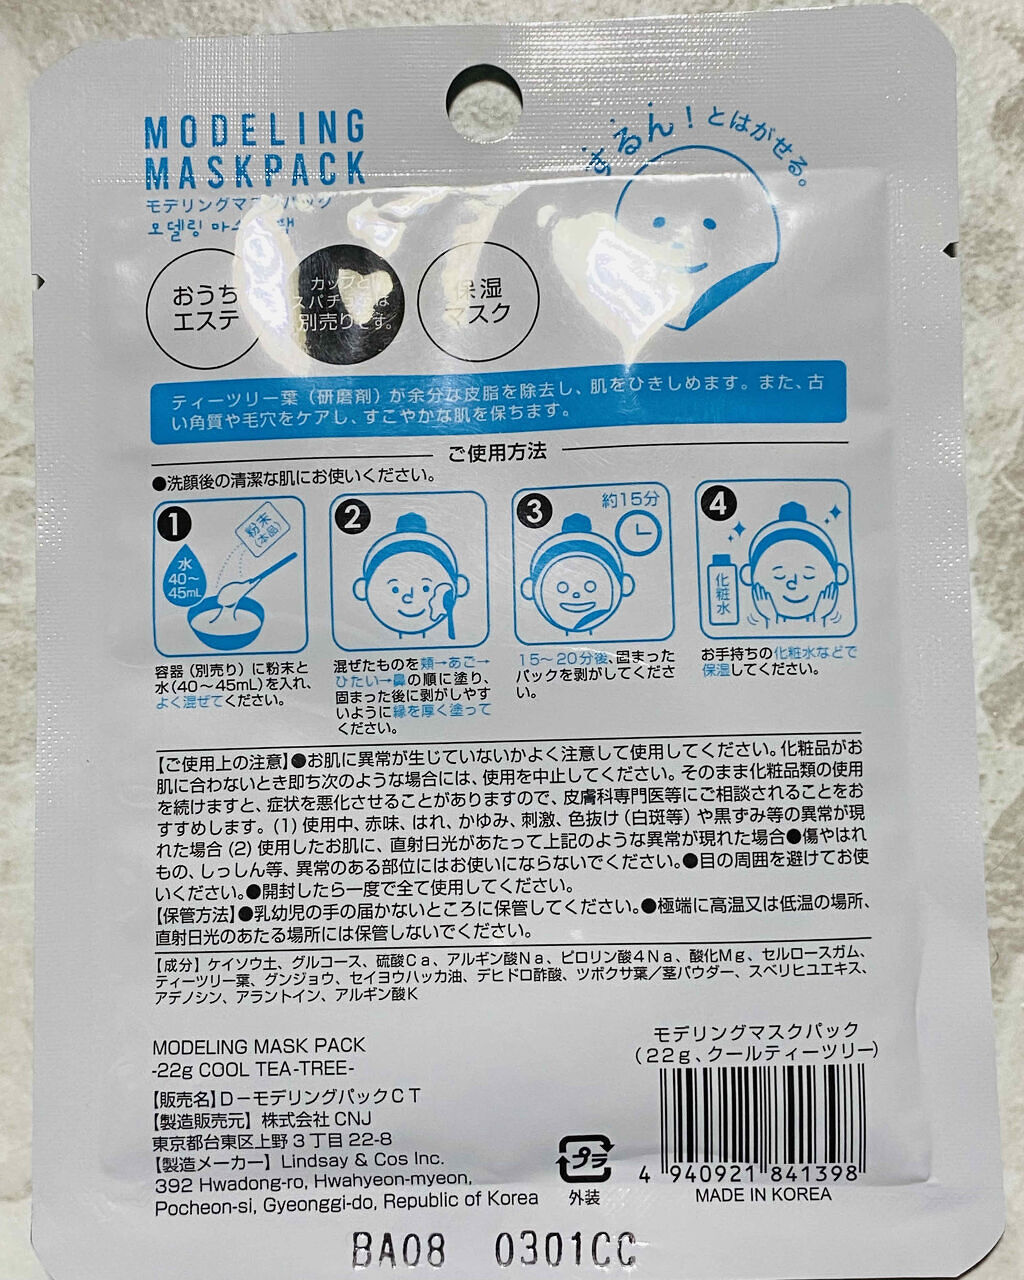 MODELING
MASKPACK
モデリングマスクパック
모델링 마스크팩
するん!とはがせる。
おうち
エステ
カップと
スパチュラは
別売りです。
保湿
マスク
ティーツリー葉(研磨剤)が余分な皮脂を除去し、肌をひきしめます。また、古
い角質や毛穴をケアし、すこやかな肌を保ちます。
ご使用方法
●洗顔後の清潔な肌にお使いください。
1
粉末
(本品)
水
40~
45mL
容器(別売り)に粉末と
水(40~45mL)を入れ、
よく混ぜてください。
2
混ぜたものを頬→あご→
ひたい→鼻の順に塗り、
固まった後に剥がしやす
いように縁を厚く塗って
ください。
3
約15分
15~20分後、固まった
パックを剥がしてくださ
い。
4
化粧水
お手持ちの化粧水などで
保湿してください。
【ご使用上の注意】●お肌に異常が生じていないかよく注意して使用してください。化粧品がお
肌に合わないとき即ち次のような場合には、使用を中止してください。そのまま化粧品類の使用
を続けますと、症状を悪化させることがありますので、皮膚科専門医等にご相談されることをお
すすめします。(1)使用中、赤味、はれ、かゆみ、刺激、色抜け(白斑等)や黒ずみ等の異常が現
れた場合(2)使用したお肌に、直射日光があたって上記のような異常が現れた場合●傷やはれ
もの、しっしん等、異常のある部位にはお使いにならないでください。●目の周囲を避けてお使
いください。●開封したら一度で全て使用してください。
【保管方法】●乳幼児の手の届かないところに保管してください。●極端に高温又は低温の場所、
直射日光のあたる場所には保管しないでください。
【成分】ケイソウ土、グルコース、硫酸Ca、アルギン酸Na、ピロリン酸4Na、酸化Mg、セルロースガム、
ティーツリー葉、グンジョウ、セイヨウハッカ油、デヒドロ酢酸、ツボクサ葉/茎パウダー、スベリヒユエキス、
アデノシン、アラントイン、アルギン酸K
MODELING MASK PACK
-22g COOL TEA-TREE-
【販売名】D-モデリングパックCT
【製造販売元】株式会社CNJ
東京都台東区上野3丁目22-8
【製造メーカー】Lindsay & Cos Inc.
392 Hwadong-ro, Hwahyeon-myeon,
Pocheon-si, Gyeonggi-do, Republic of Korea
プラ
外装
モデリングマスクパック
(22g、クールティーツリー)
4 940921 841398
MADE IN KOREA
BA08 0301CC